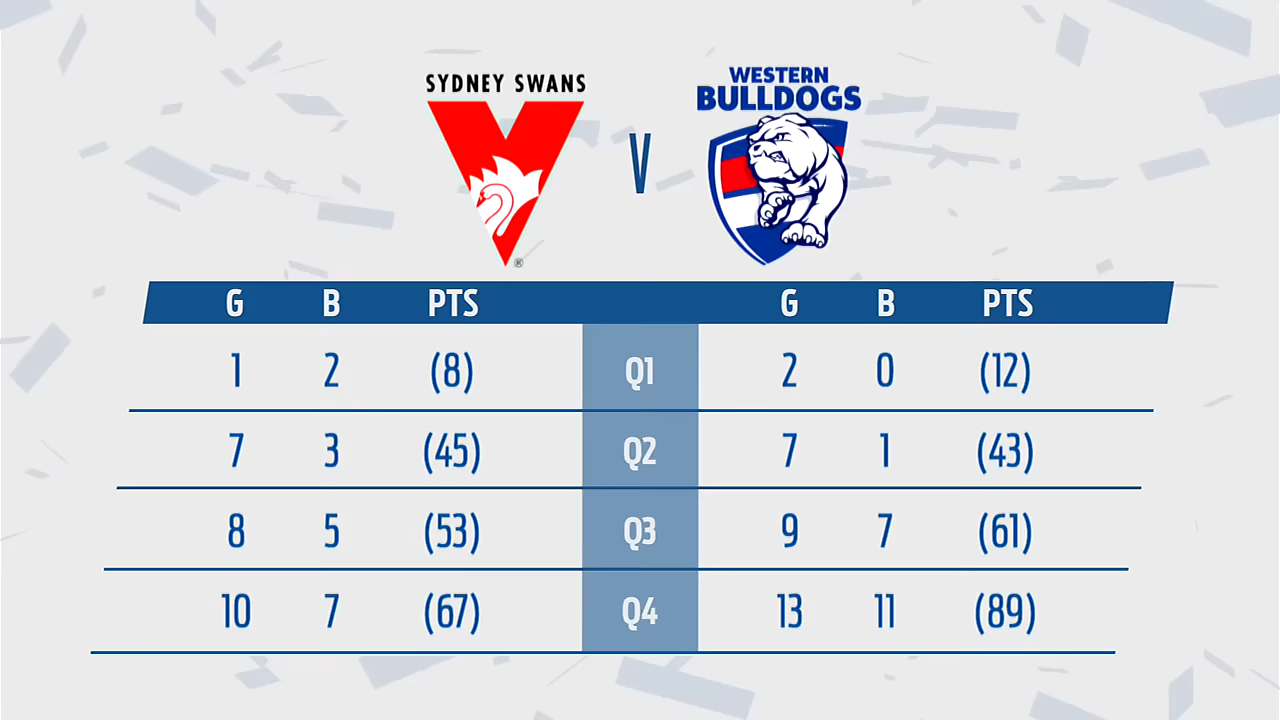 SYDNEY SWANS
®
V
WESTERN
BULLDOGS
G B PTS G B PTS
1 2 (8) Q1 2 0 (12)
7 3 (45) Q2 7 1 (43)
8 5 (53) Q3 9 7 (61)
10 7 (67) Q4 13 11 (89)